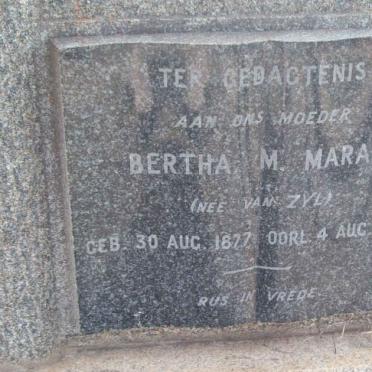 TER GEDAGTENIS
AAN ONS MOEDER
BERTHA M. MARA
(NEE VAN ZYL)
GEB. 30 AUG. 1877 OORL. 4 AUG.
RUS IN VREDE.